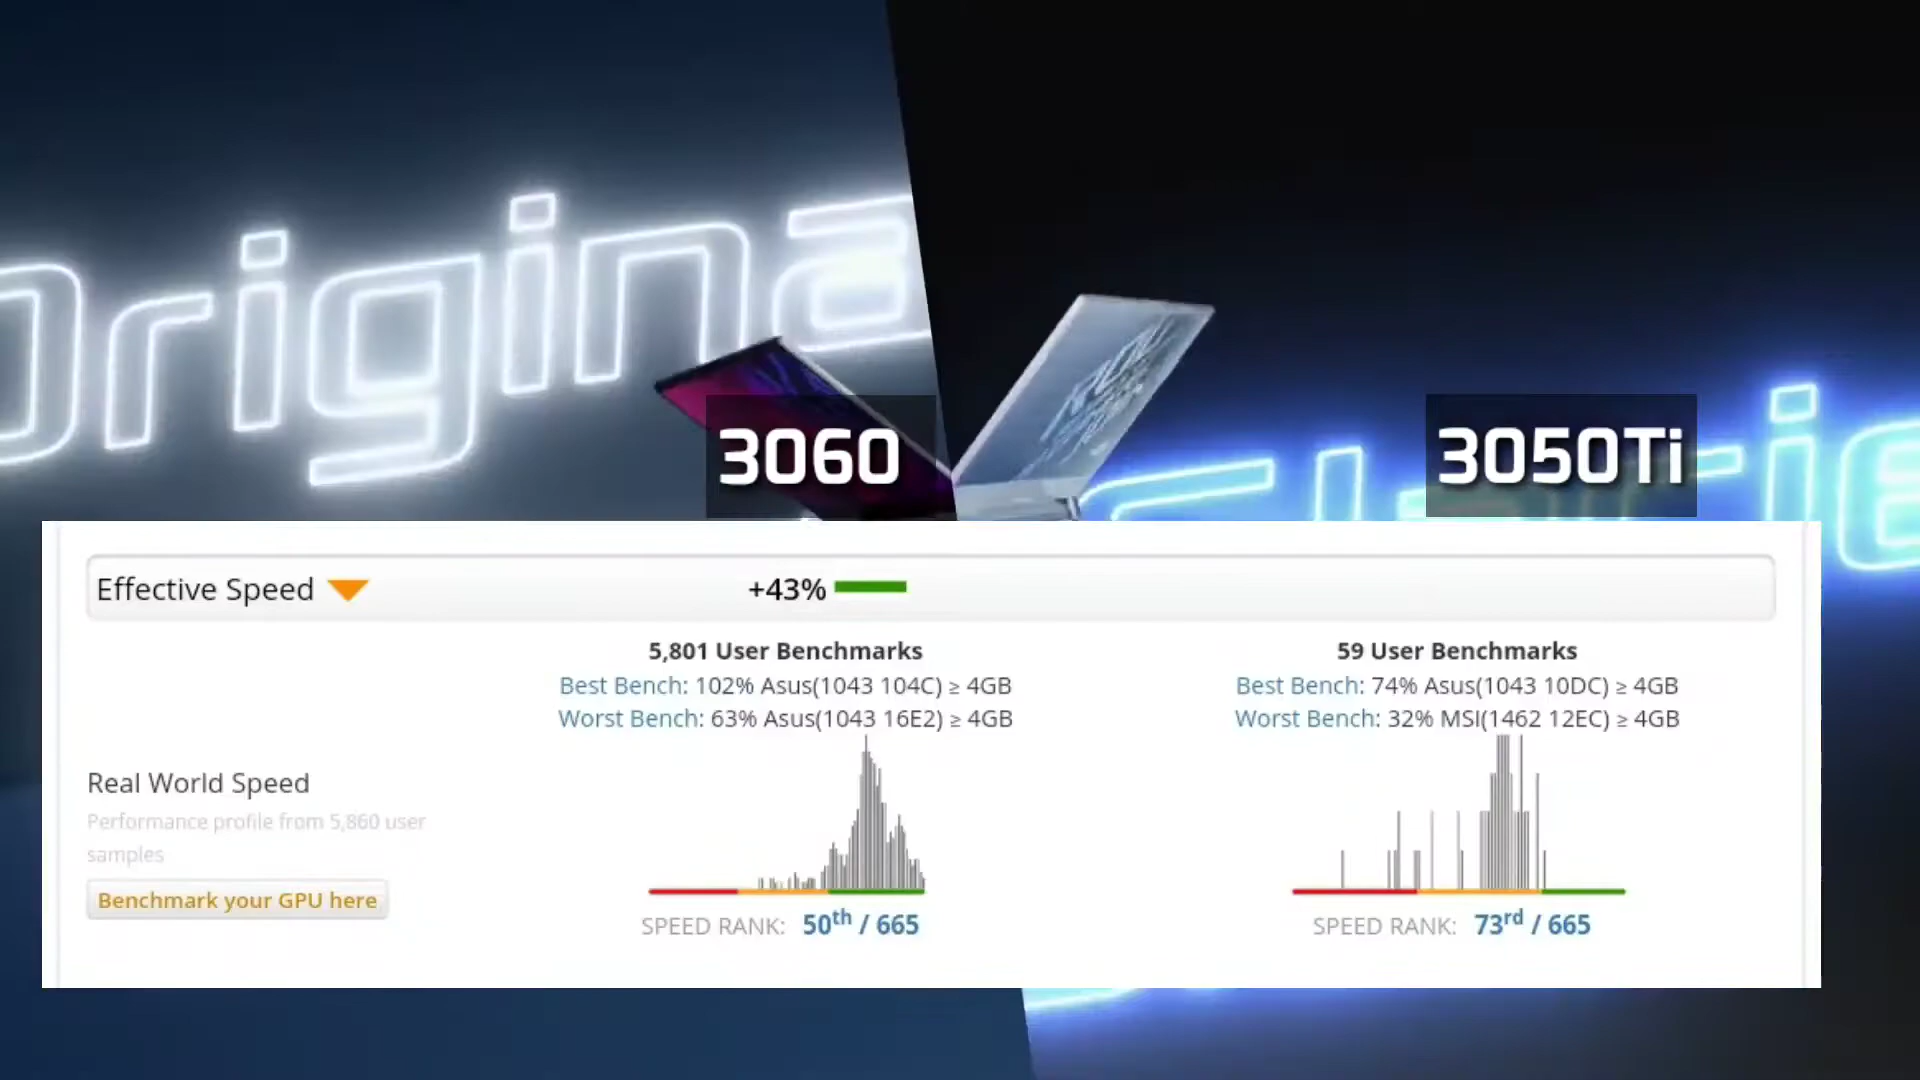 Origina
3060
3050Ti
Effective Speed
+43%
5,801 User Benchmarks
59 User Benchmarks
Best Bench: 102% Asus(1043 104C) ≥ 4GB
Best Bench: 74% Asus(1043 10DC) ≥ 4GB
Worst Bench: 63% Asus(1043 16E2) ≥ 4GB
Worst Bench: 32% MSI(1462 12EC) ≥ 4GB
Real World Speed
Performance profile from 5,860 user
samples
Benchmark your GPU here
SPEED RANK: 50th / 665
SPEED RANK: 73rd / 665